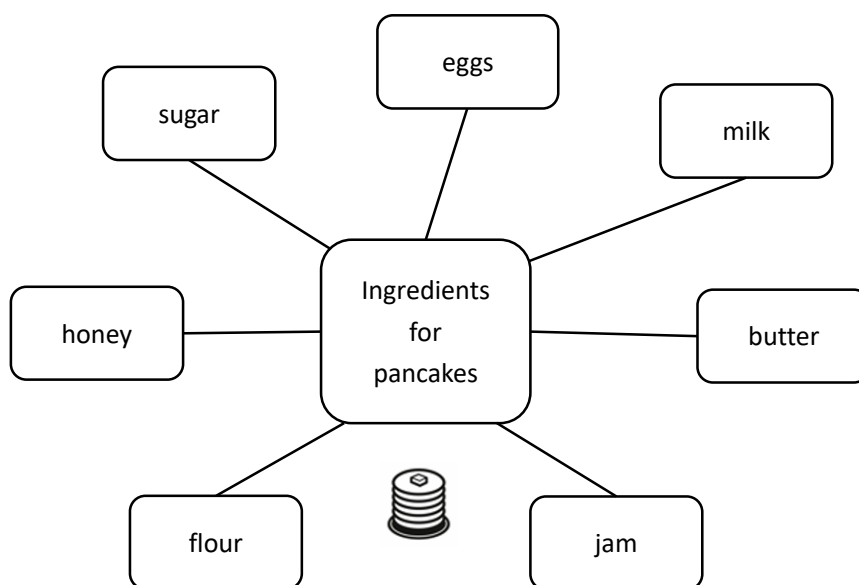 eggs
sugar
milk
Ingredients
for
pancakes
honey
butter
flour
jam